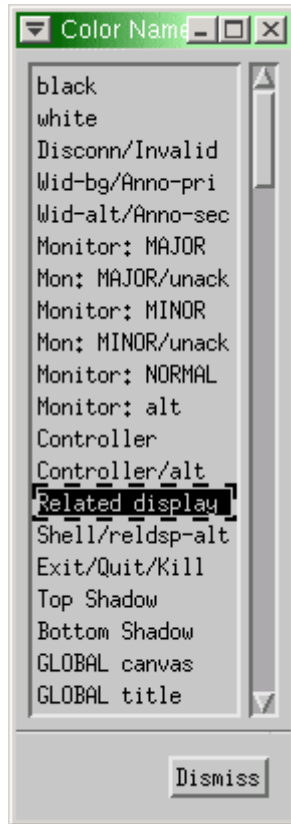 Color Name
black
white
Disconn/Invalid
Wid-bg/Anno-pri
Wid-alt/Anno-sec
Monitor: MAJOR
Mon: MAJOR/unack
Monitor: MINOR
Mon: MINOR/unack
Monitor: NORMAL
Monitor: alt
Controller
Controller/alt
Related display
Shell/reldsp-alt
Exit/Quit/Kill
Top Shadow
Bottom Shadow
GLOBAL canvas
GLOBAL title
Dismiss